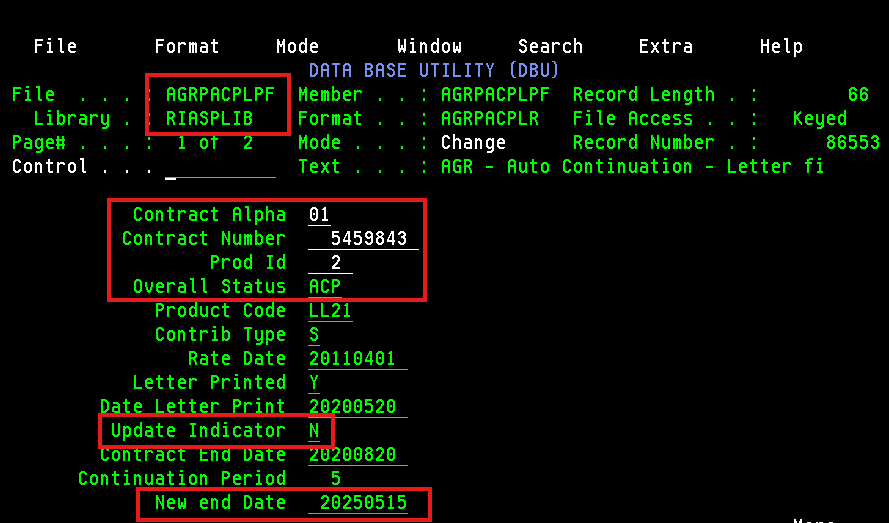 File Format Mode Window Search Extra Help
DATA BASE UTILITY (DBU)
File . . . : AGRPACPLPF Member . . : AGRPACPLPF Record Length . : 66
Library . : RIASPLIB Format . . : AGRPACPLR File Access . . : Keyed
Page# . . . : 1 of 2 Mode . . . : Change Record Number . : 86553
Control . . . Text . . . : AGR - Auto Continuation - Letter fi
Contract Alpha 01
Contract Number 5459843
Prod Id 2
Overall Status ACP
Product Code LL21
Contrib Type S
Rate Date 20110401
Letter Printed Y
Date Letter Print 20200520
Update Indicator N
Contract End Date 20200820
Continuation Period 5
New end Date 20250515